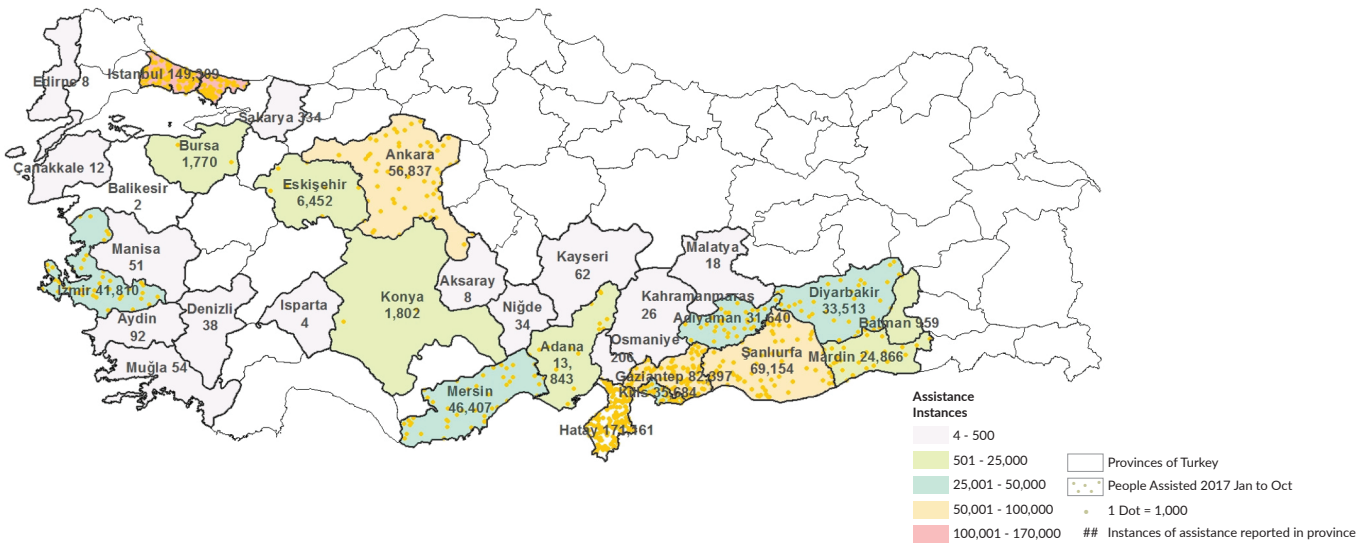 Edirne 8
Istanbul 149,389
Sakarya 334
Bursa
1,770
Ankara
56,837
Çanakkale 12
Balikesir
2
Eskişehir
6,452
Manisa
51
Izmir 41,810
Aydin
92
Denizli
38
Muğla 54
Isparta
4
Konya
1,802
Aksaray
8
Niğde
34
Kayseri
62
Malatya
18
Kahramanmaraş
26
Adiyaman 31,640
Diyarbakir
33,513
Batman 959
Mardin 24,866
Şanlıurfa
69,154
Osmaniye
206
Gaziantep 82,397
Kilis 35,684
Adana
13,
843
Mersin
46,407
Hatay 171,161
Assistance
Instances
4 - 500
501 - 25,000
25,001 - 50,000
50,001 - 100,000
100,001 - 170,000
Provinces of Turkey
People Assisted 2017 Jan to Oct
1 Dot = 1,000
## Instances of assistance reported in province